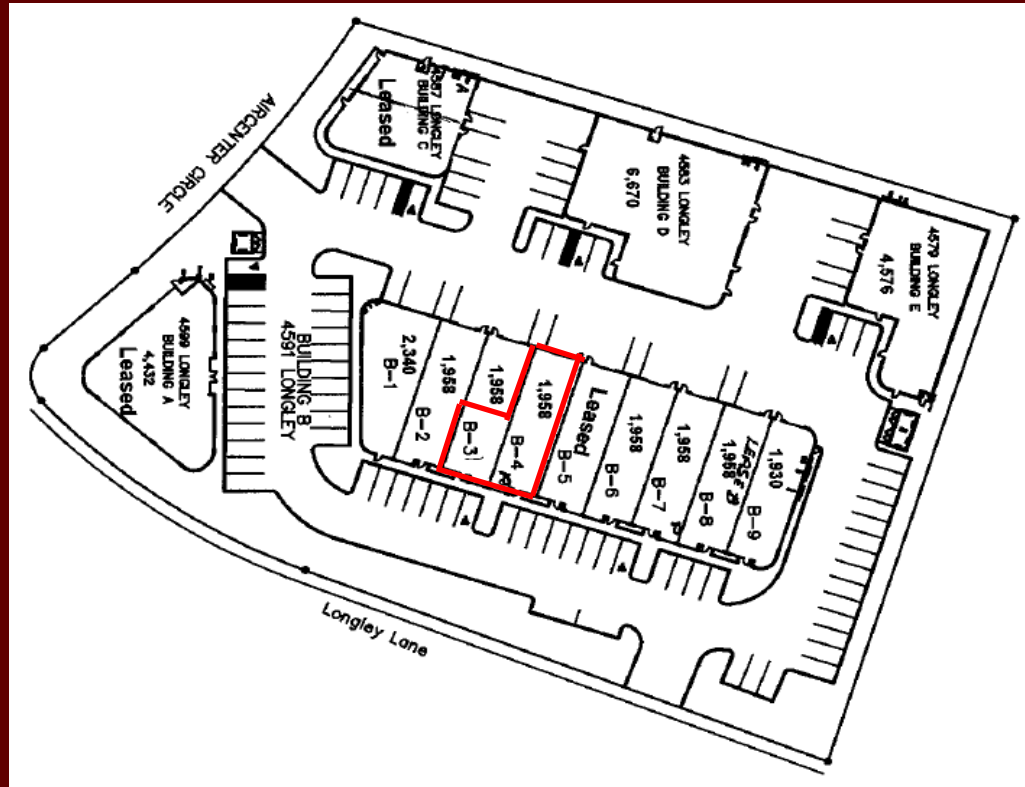 AIRCENTER CIRCLE
4587 LONGLEY
BUILDING C
Leased
4583 LONGLEY
BUILDING D
6,670
4579 LONGLEY
BUILDING E
4,576
4599 LONGLEY
BUILDING A
4,432
Leased
BUILDING B
4591 LONGLEY
2,340
B-1
1,958
B-2
1,958
B-3
1,958
B-4
Leased
B-5
1,958
B-6
1,958
B-7
LEASED
1,958
B-8
1,930
B-9
Longley Lane